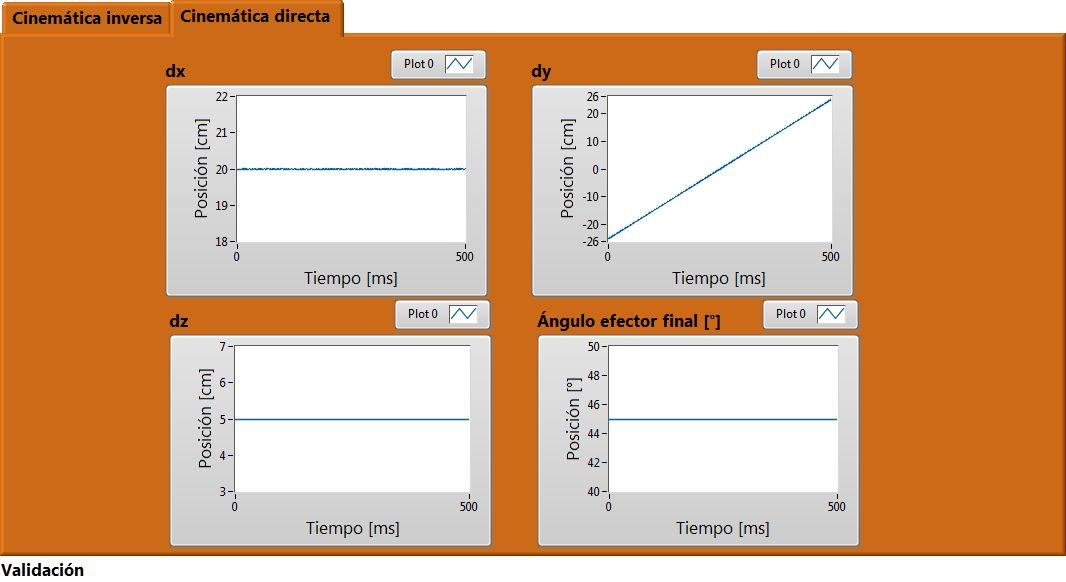 Cinemática inversa
Cinemática directa
dx
Plot 0
Posición [cm]
22
21
20
19
18
0
500
Tiempo [ms]
dy
Plot 0
Posición [cm]
26
20
10
0
-10
-20
-26
0
500
Tiempo [ms]
dz
Plot 0
Posición [cm]
7
6
5
4
3
0
500
Tiempo [ms]
Ángulo efector final [°]
Plot 0
Posición [°]
50
48
46
44
42
40
0
500
Tiempo [ms]
Validación